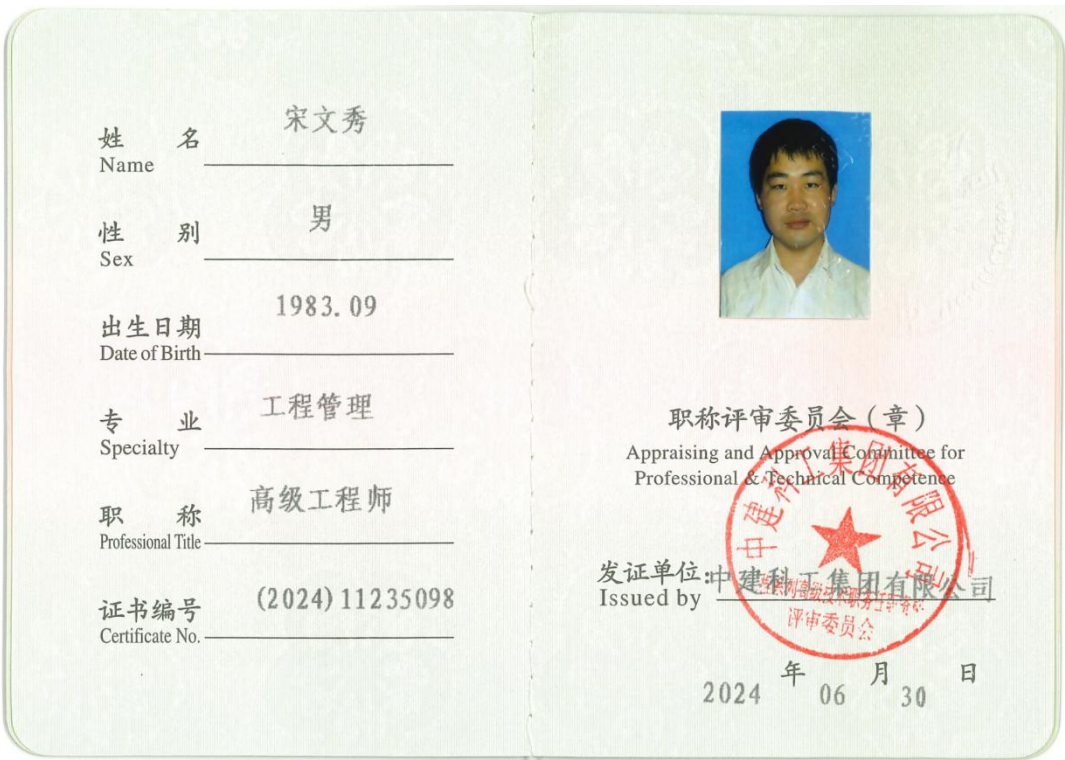 宋文秀
姓 名
Name
男
性 别
Sex
1983.09
出生日期
Date of Birth
工程管理
专 业
Specialty
高级工程师
职 称
Professional Title
(2024)11235098
证书编号
Certificate No.
职称评审委员会（章）
Appraising and Approval Committee for
Professional & Technical Competence
中建科工集团有限公司
评审委员会
发证单位:中建科工集团有限公司
Issued by
年 月 日
2024 06 30